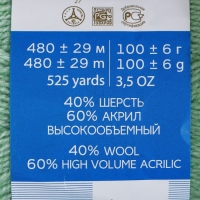 480 ± 29 м 100 ± 6 г
480 ± 29 m 100 ± 6 g
525 yards 3,5 OZ
40% ШЕРСТЬ
60% АКРИЛ
ВЫСОКООБЪЕМНЫЙ
40% WOOL
60% HIGH VOLUME ACRILIC